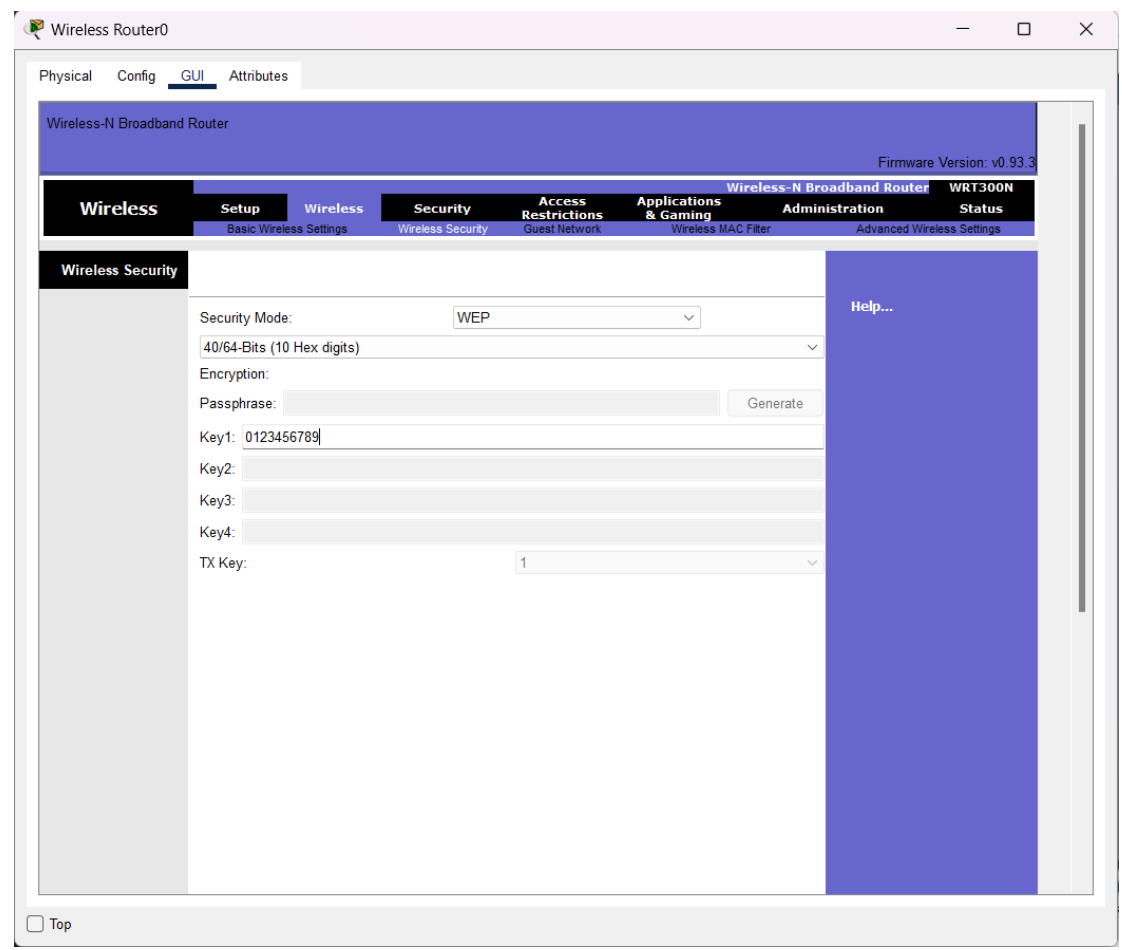 Wireless Router0
Physical Config GUI Attributes
Wireless-N Broadband Router
Firmware Version: v0.93.3
Wireless-N Broadband Router WRT300N
Wireless
Setup Wireless Security Access Restrictions Applications & Gaming Administration Status
Basic Wireless Settings Wireless Security Guest Network Wireless MAC Filter Advanced Wireless Settings
Wireless Security
Help...
Security Mode: WEP
40/64-Bits (10 Hex digits)
Encryption:
Passphrase: Generate
Key1: 0123456789
Key2:
Key3:
Key4:
TX Key: 1
Top